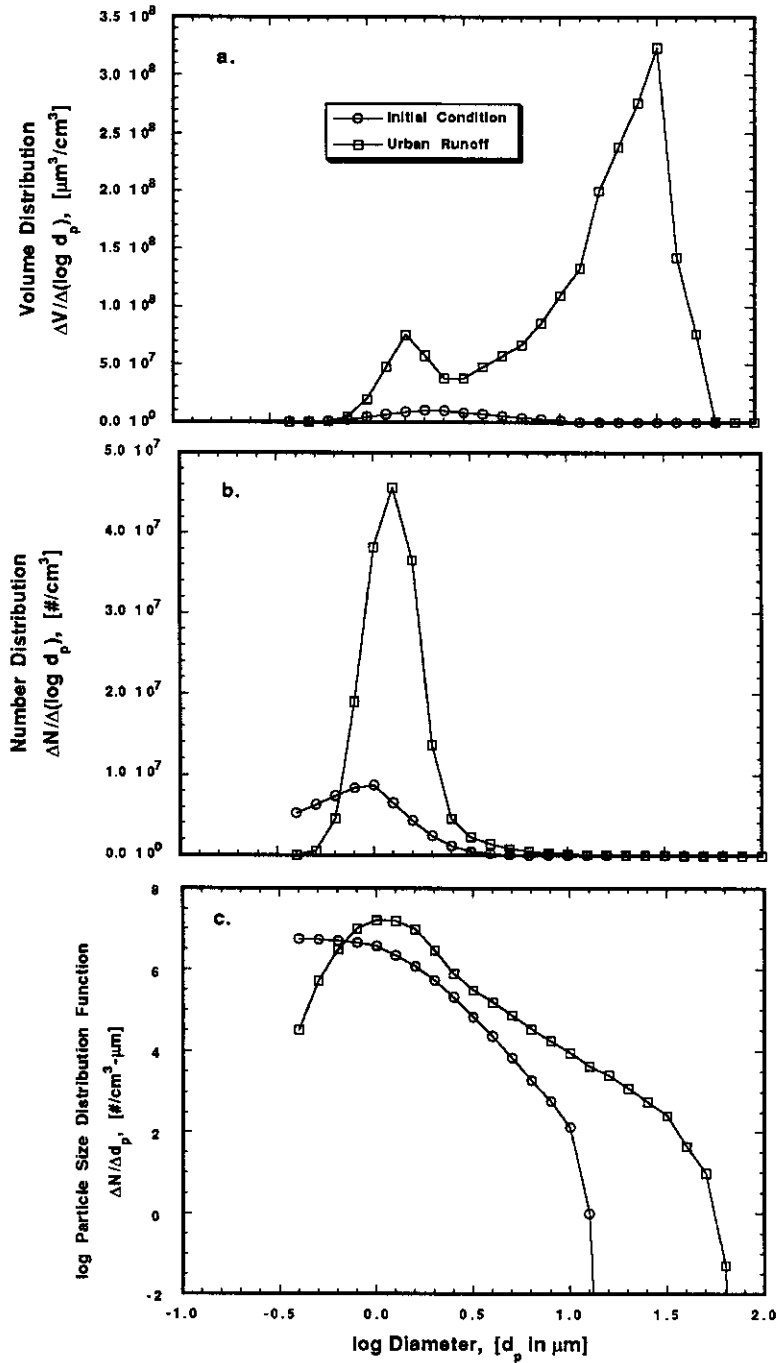 a.
3.5 10⁸
3.0 10⁸
2.5 10⁸
2.0 10⁸
1.5 10⁸
1.0 10⁸
5.0 10⁷
0.0 10⁰
Volume Distribution
ΔV/Δ(log dₚ), [μm³/cm³]
Initial Condition
Urban Runoff
b.
5.0 10⁷
4.0 10⁷
3.0 10⁷
2.0 10⁷
1.0 10⁷
0.0 10⁰
Number Distribution
ΔN/Δ(log dₚ), [#/cm³]
c.
8
6
4
2
0
-2
log Particle Size Distribution Function
ΔN/Δdₚ, [#/cm³-μm]
-1.0 -0.5 0.0 0.5 1.0 1.5 2.0
log Diameter, [dₚ in μm]